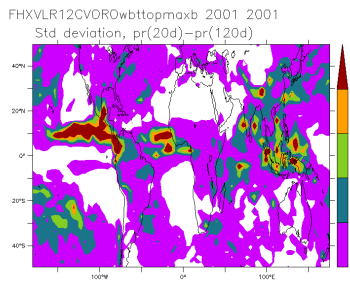 FHXVLR12CVOROwbttopmaxb 2001 2001
Std deviation, pr(20d)-pr(120d)
40°N
20°N
0°
20°S
40°S
100°W
0°
100°E